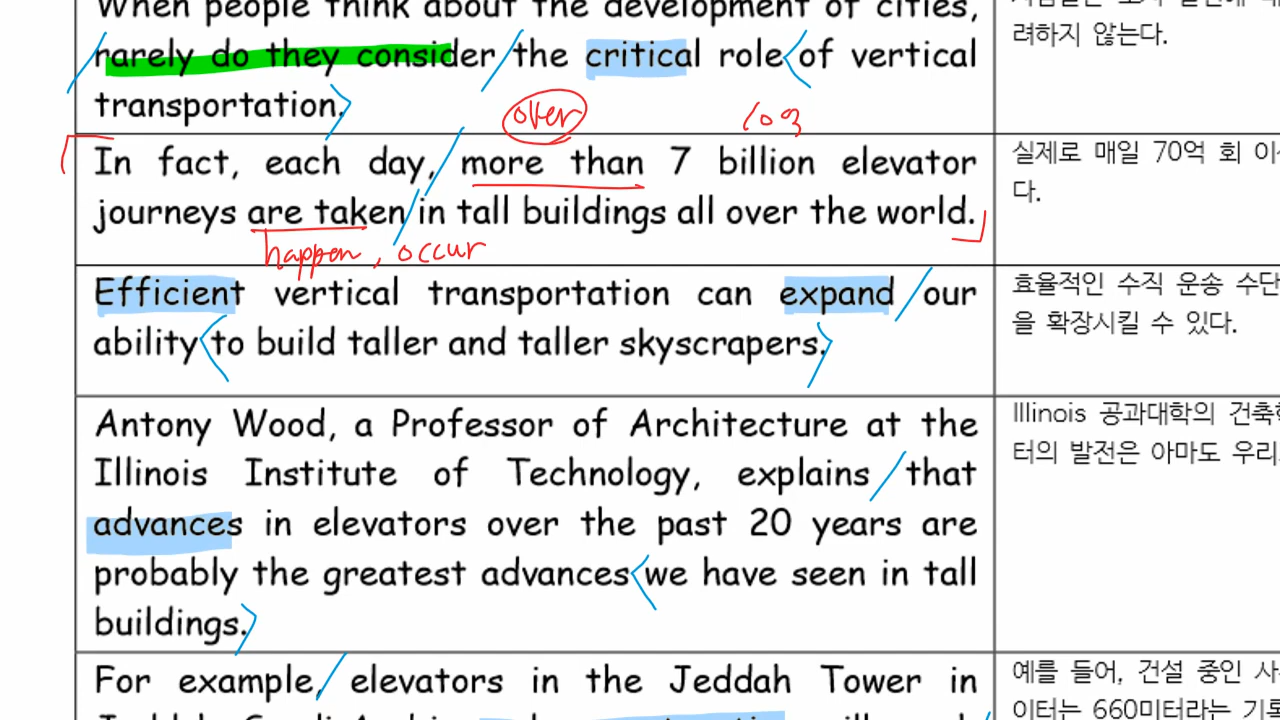 When people think about the development of cities,
rarely do they consider the critical role of vertical
transportation.
over
In fact, each day, more than 7 billion elevator
journeys are taken in tall buildings all over the world.
happen, occur
Efficient vertical transportation can expand our
ability to build taller and taller skyscrapers.
Antony Wood, a Professor of Architecture at the
Illinois Institute of Technology, explains that
advances in elevators over the past 20 years are
probably the greatest advances we have seen in tall
buildings.
For example, elevators in the Jeddah Tower in
려하지 않는다.
실제로 매일 70억 회
다.
효율적인 수직 운송 수단
을 확장시킬 수 있다.
Illinois 공과대학의
터의 발전은 아마도 우리
예를 들어, 건설 중인
이터는 660미터라는